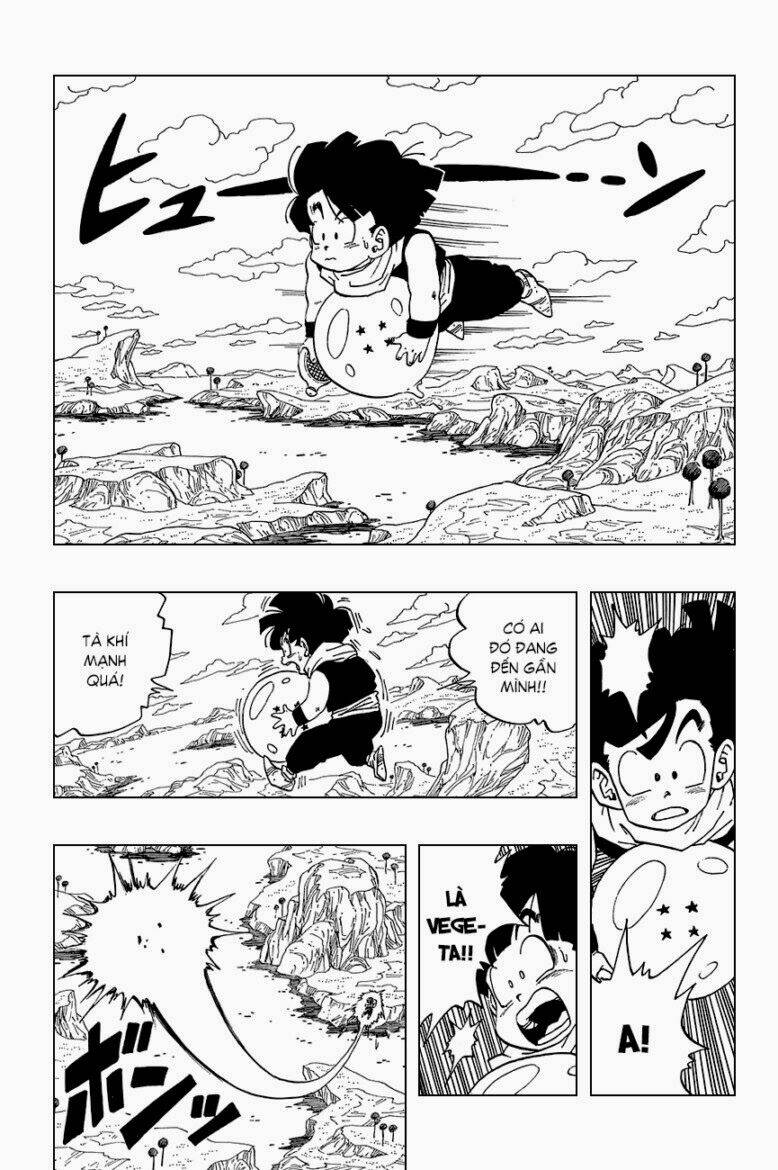 ヒューーン
A!
CÓ AI
ĐÓ ĐANG
ĐẾN GẦN
MÌNH!!
TÀ KHÍ
MẠNH
QUÁ!
LÀ
VEGE-
TA!!
ボンッ